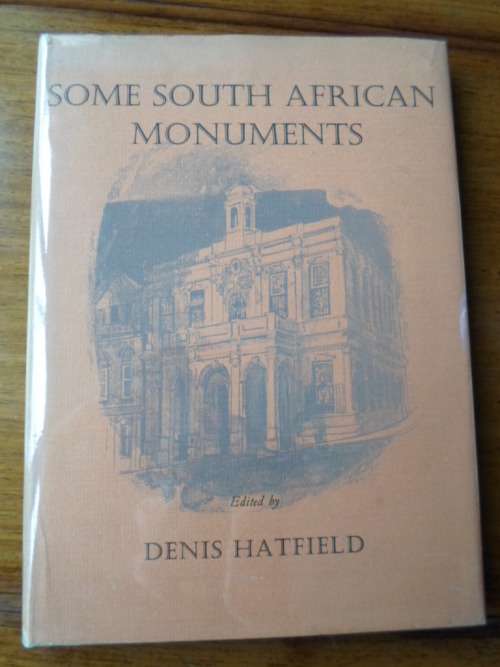 SOME SOUTH AFRICAN
MONUMENTS
Edited by
DENIS HATFIELD